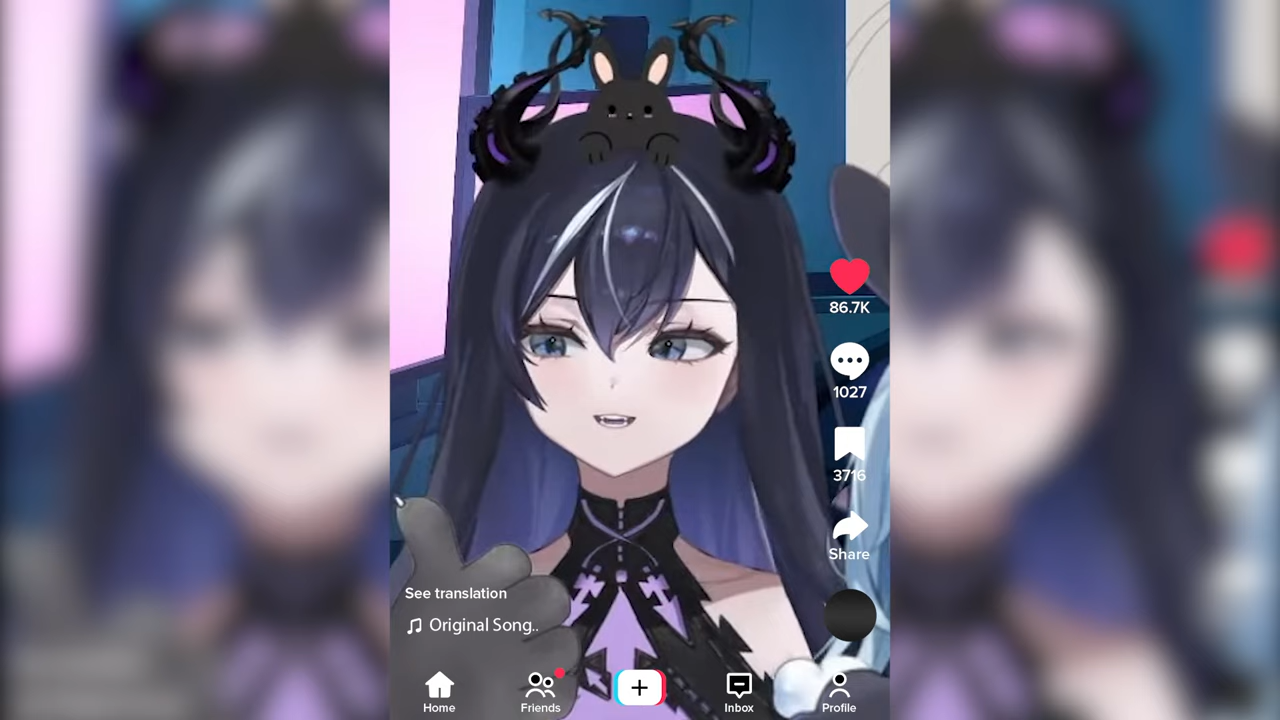 86.7K
1027
3716
Share
See translation
Original Song..
Home
Friends
Inbox
Profile